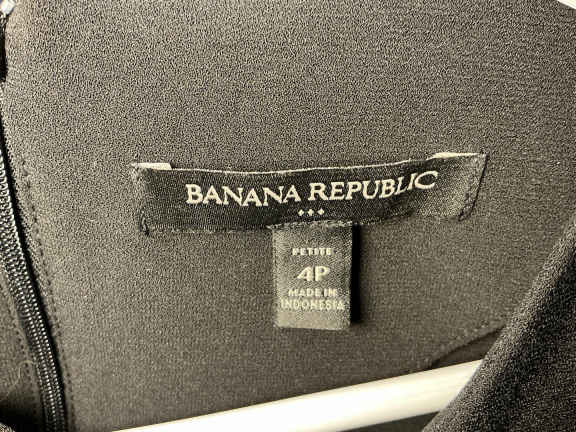 BANANA REPUBLIC
PETITE
4P
MADE IN
INDONESIA